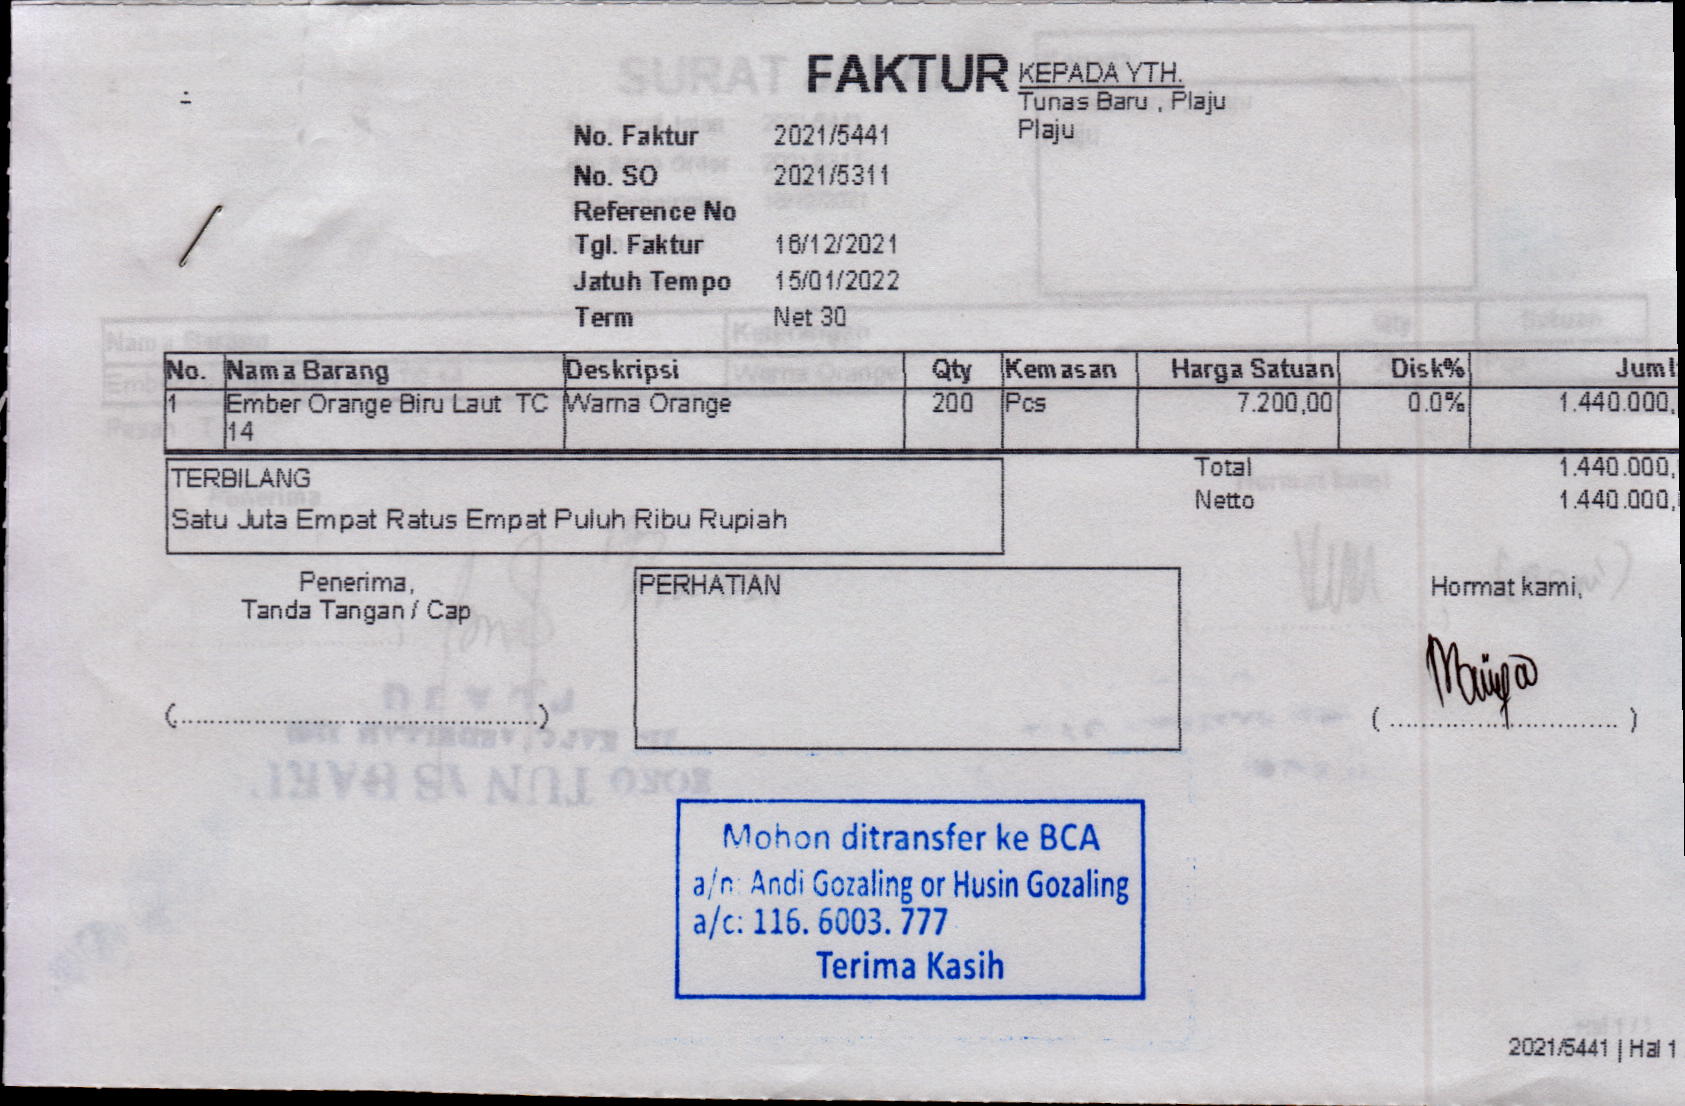 FAKTUR
KEPADA YTH.
Tunas Baru , Plaju
Plaju
No. Faktur 2021/5441
No. SO 2021/5311
Reference No
Tgl. Faktur 16/12/2021
Jatuh Tempo 15/01/2022
Term Net 30
No. Nama Barang Deskripsi Qty Kemasan Harga Satuan Disk% Juml
1 Ember Orange Biru Laut TC Warna Orange 200 Pcs 7.200,00 0.0% 1.440.000,
14
TERBILANG
Satu Juta Empat Ratus Empat Puluh Ribu Rupiah
Total 1.440.000,
Netto 1.440.000,
Penerima,
Tanda Tangan / Cap
(....................................)
PERHATIAN
Hormat kami,
( ............................ )
Mohon ditransfer ke BCA
a/n: Andi Gozaling or Husin Gozaling
a/c: 116. 6003. 777
Terima Kasih
2021/5441 | Hal 1